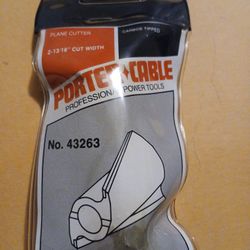 PLANE CUTTER
2-13/16" CUT WIDTH
CARBIDE TIPPED
PORTER+CABLE
PROFESSIONAL POWER TOOLS
No. 43263